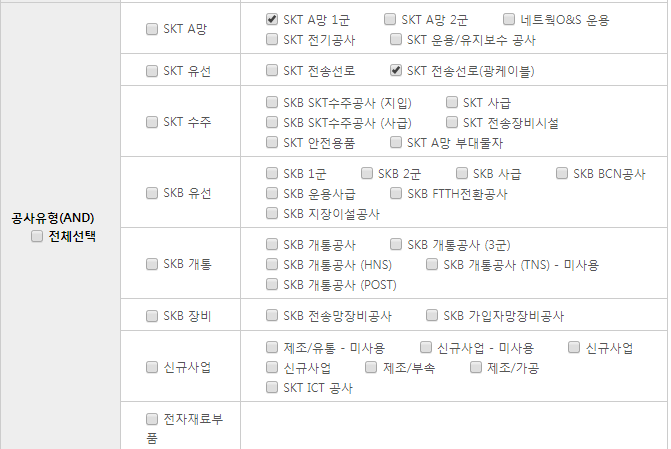 공사유형(AND)
전체선택
SKT A망
SKT A망 1군 SKT A망 2군 네트웍O&S 운용
SKT 전기공사 SKT 운용/유지보수 공사
SKT 유선
SKT 전송선로 SKT 전송선로(광케이블)
SKT 수주
SKB SKT수주공사 (지입) SKT 사급
SKB SKT수주공사 (사급) SKT 전송장비시설
SKT 안전용품 SKT A망 부대물자
SKB 유선
SKB 1군 SKB 2군 SKB 사급 SKB BCN공사
SKB 운용사급 SKB FTTH전환공사
SKB 지장이설공사
SKB 개통
SKB 개통공사 SKB 개통공사 (3군)
SKB 개통공사 (HNS) SKB 개통공사 (TNS) - 미사용
SKB 개통공사 (POST)
SKB 장비
SKB 전송망장비공사 SKB 가입자망장비공사
신규사업
제조/유통 - 미사용 신규사업 - 미사용 신규사업
신규사업 제조/부속 제조/가공
SKT ICT 공사
전자재료부
품